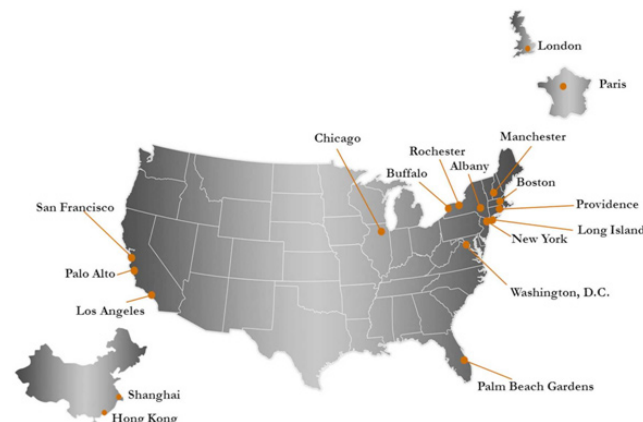 London
Paris
Chicago
Manchester
Rochester
Albany
Buffalo
Boston
Providence
San Francisco
Long Island
New York
Palo Alto
Washington, D.C.
Los Angeles
Palm Beach Gardens
Shanghai
Hong Kong